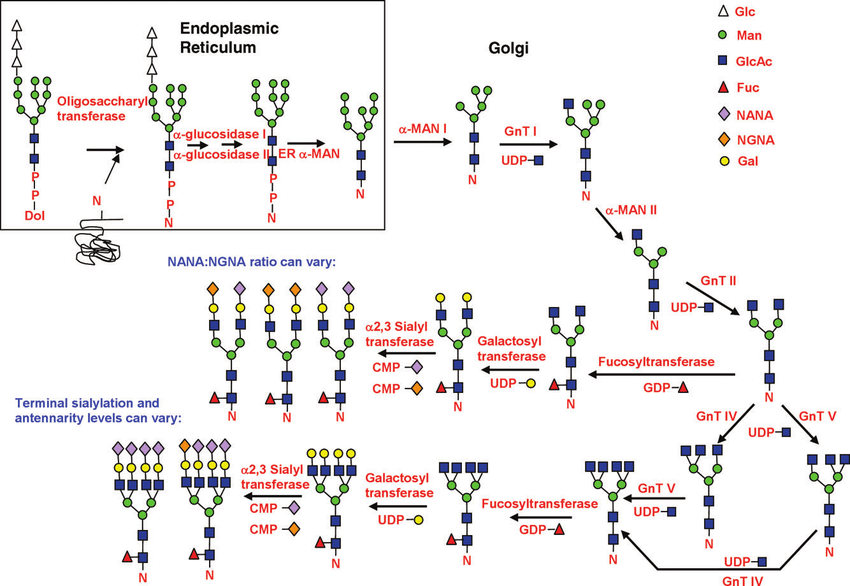 Endoplasmic
Reticulum
Oligosaccharyl
transferase
α-glucosidase I
α-glucosidase II
ER α-MAN
P
P
Dol
N
P
P
N
P
P
N
N
Golgi
α-MAN I
N
GnT I
UDP
N
α-MAN II
N
GnT II
UDP
N
Glc
Man
GlcAc
Fuc
NANA
NGNA
Gal
NANA:NGNA ratio can vary:
N
N
N
α2,3 Sialyl
transferase
CMP
CMP
N
Galactosyl
transferase
UDP
N
Fucosyltransferase
GDP
GnT IV
UDP
GnT V
Terminal sialylation and
antennarity levels can vary:
N
N
α2,3 Sialyl
transferase
CMP
CMP
N
Galactosyl
transferase
UDP
N
Fucosyltransferase
GDP
N
GnT V
UDP
N
N
UDP
GnT IV